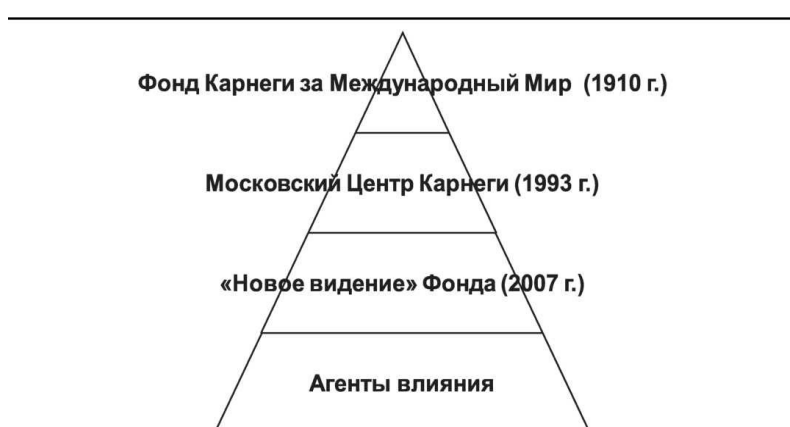 Фонд Карнеги за Международный Мир (1910 г.)
Московский Центр Карнеги (1993 г.)
«Новое видение» Фонда (2007 г.)
Агенты влияния